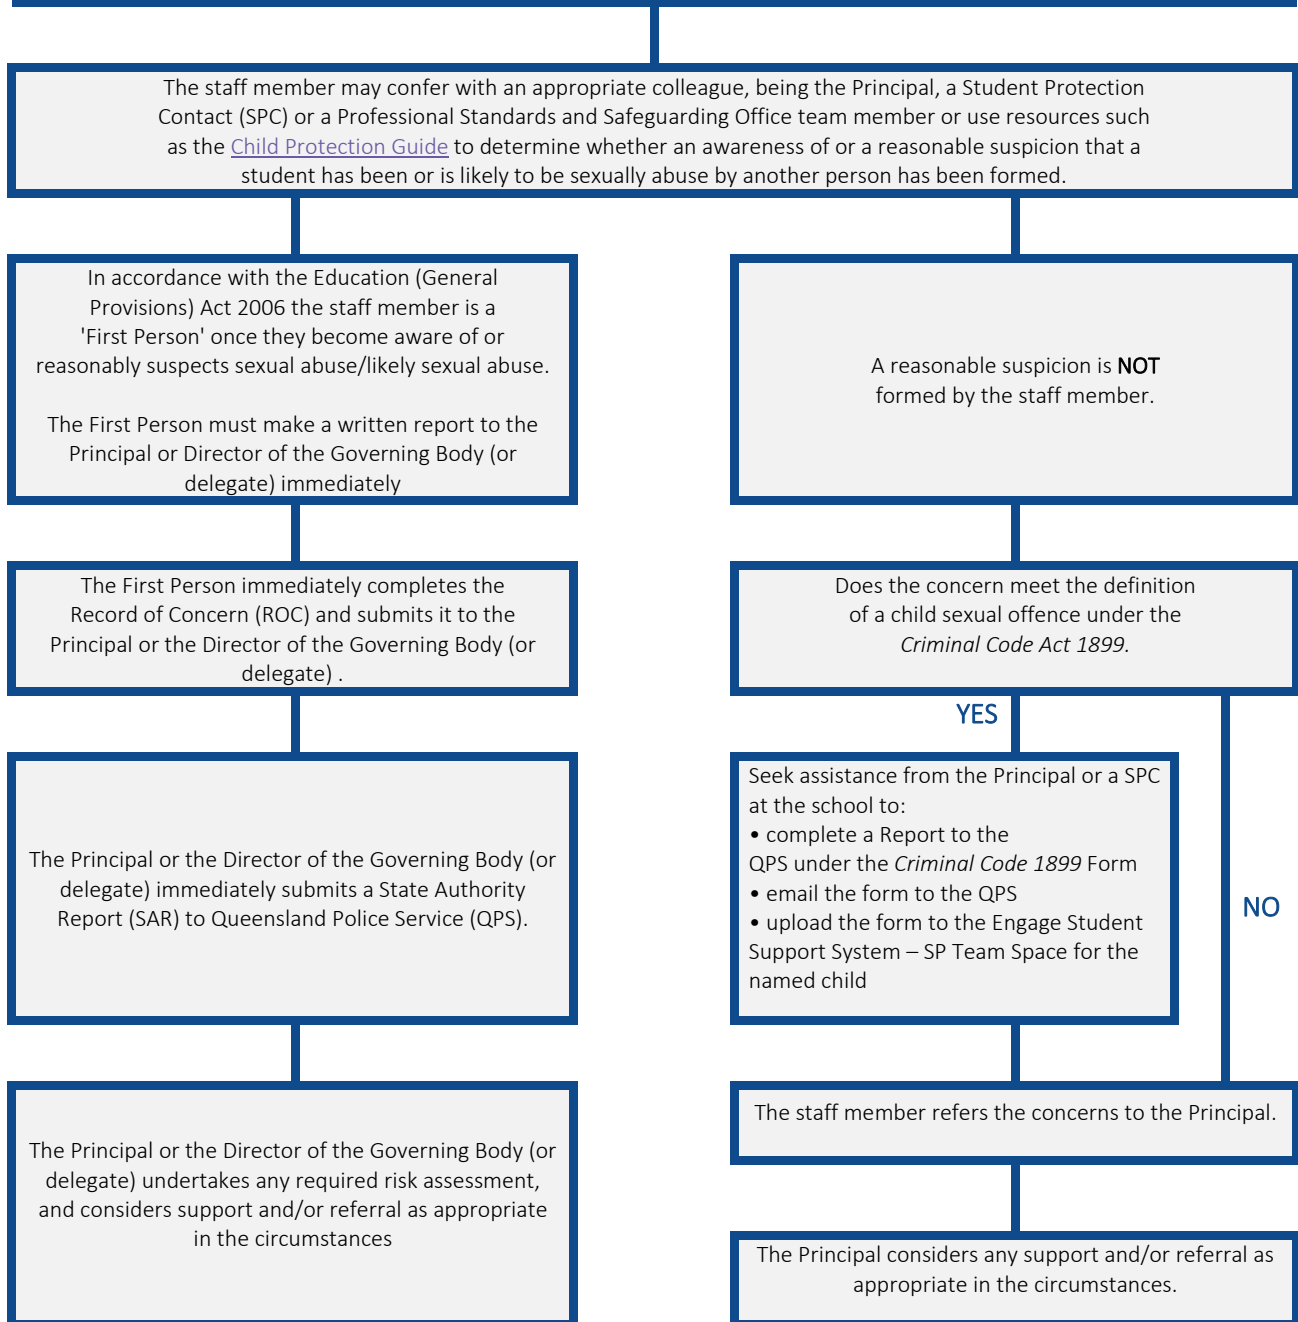 The staff member may confer with an appropriate colleague, being the Principal, a Student Protection
Contact (SPC) or a Professional Standards and Safeguarding Office team member or use resources such
as the Child Protection Guide to determine whether an awareness of or a reasonable suspicion that a
student has been or is likely to be sexually abuse by another person has been formed.
In accordance with the Education (General
Provisions) Act 2006 the staff member is a
'First Person' once they become aware of or
reasonably suspects sexual abuse/likely sexual abuse.
The First Person must make a written report to the
Principal or Director of the Governing Body (or
delegate) immediately
The First Person immediately completes the
Record of Concern (ROC) and submits it to the
Principal or the Director of the Governing Body (or
delegate) .
The Principal or the Director of the Governing Body (or
delegate) immediately submits a State Authority
Report (SAR) to Queensland Police Service (QPS).
The Principal or the Director of the Governing Body (or
delegate) undertakes any required risk assessment,
and considers support and/or referral as appropriate
in the circumstances
A reasonable suspicion is NOT
formed by the staff member.
Does the concern meet the definition
of a child sexual offence under the
Criminal Code Act 1899.
YES
NO
Seek assistance from the Principal or a SPC
at the school to:
• complete a Report to the
QPS under the Criminal Code 1899 Form
• email the form to the QPS
• upload the form to the Engage Student
Support System – SP Team Space for the
named child
The staff member refers the concerns to the Principal.
The Principal considers any support and/or referral as
appropriate in the circumstances.